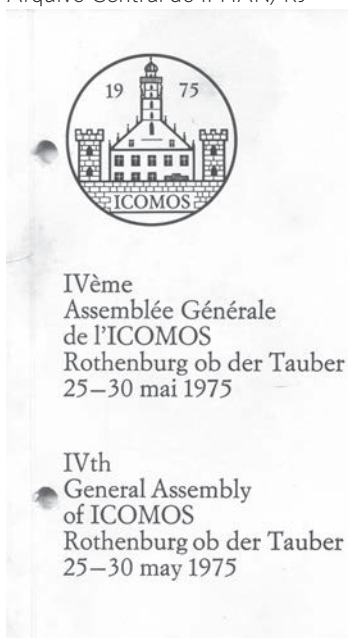 Arquivo Central do IPHAN/RJ
19 75
ICOMOS
IVème
Assemblée Générale
de l'ICOMOS
Rothenburg ob der Tauber
25–30 mai 1975
IVth
General Assembly
of ICOMOS
Rothenburg ob der Tauber
25–30 may 1975